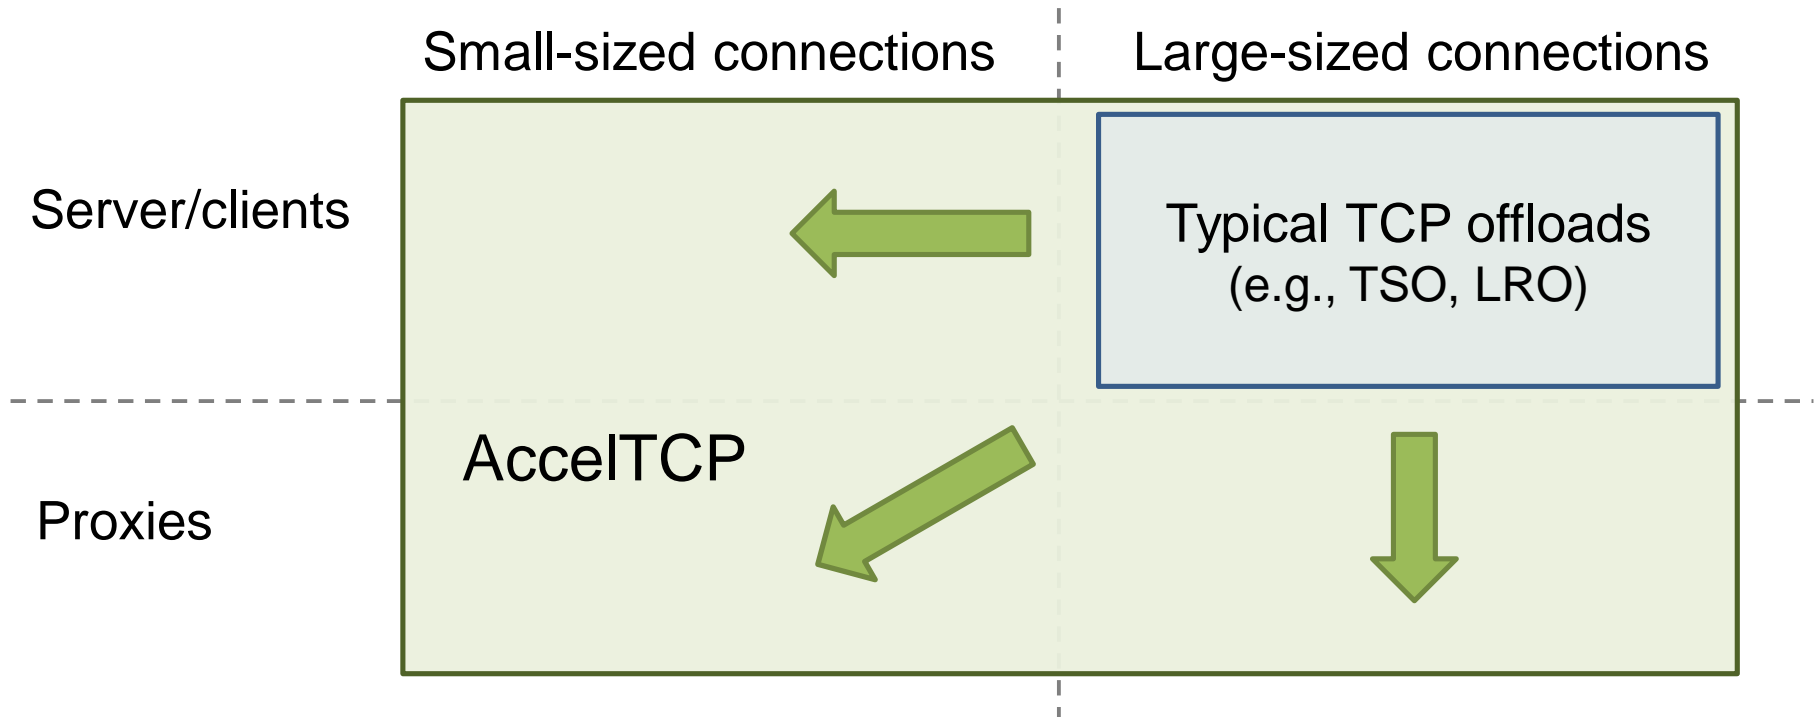 Small-sized connections
Large-sized connections
Server/clients
Typical TCP offloads
(e.g., TSO, LRO)
AccelTCP
Proxies